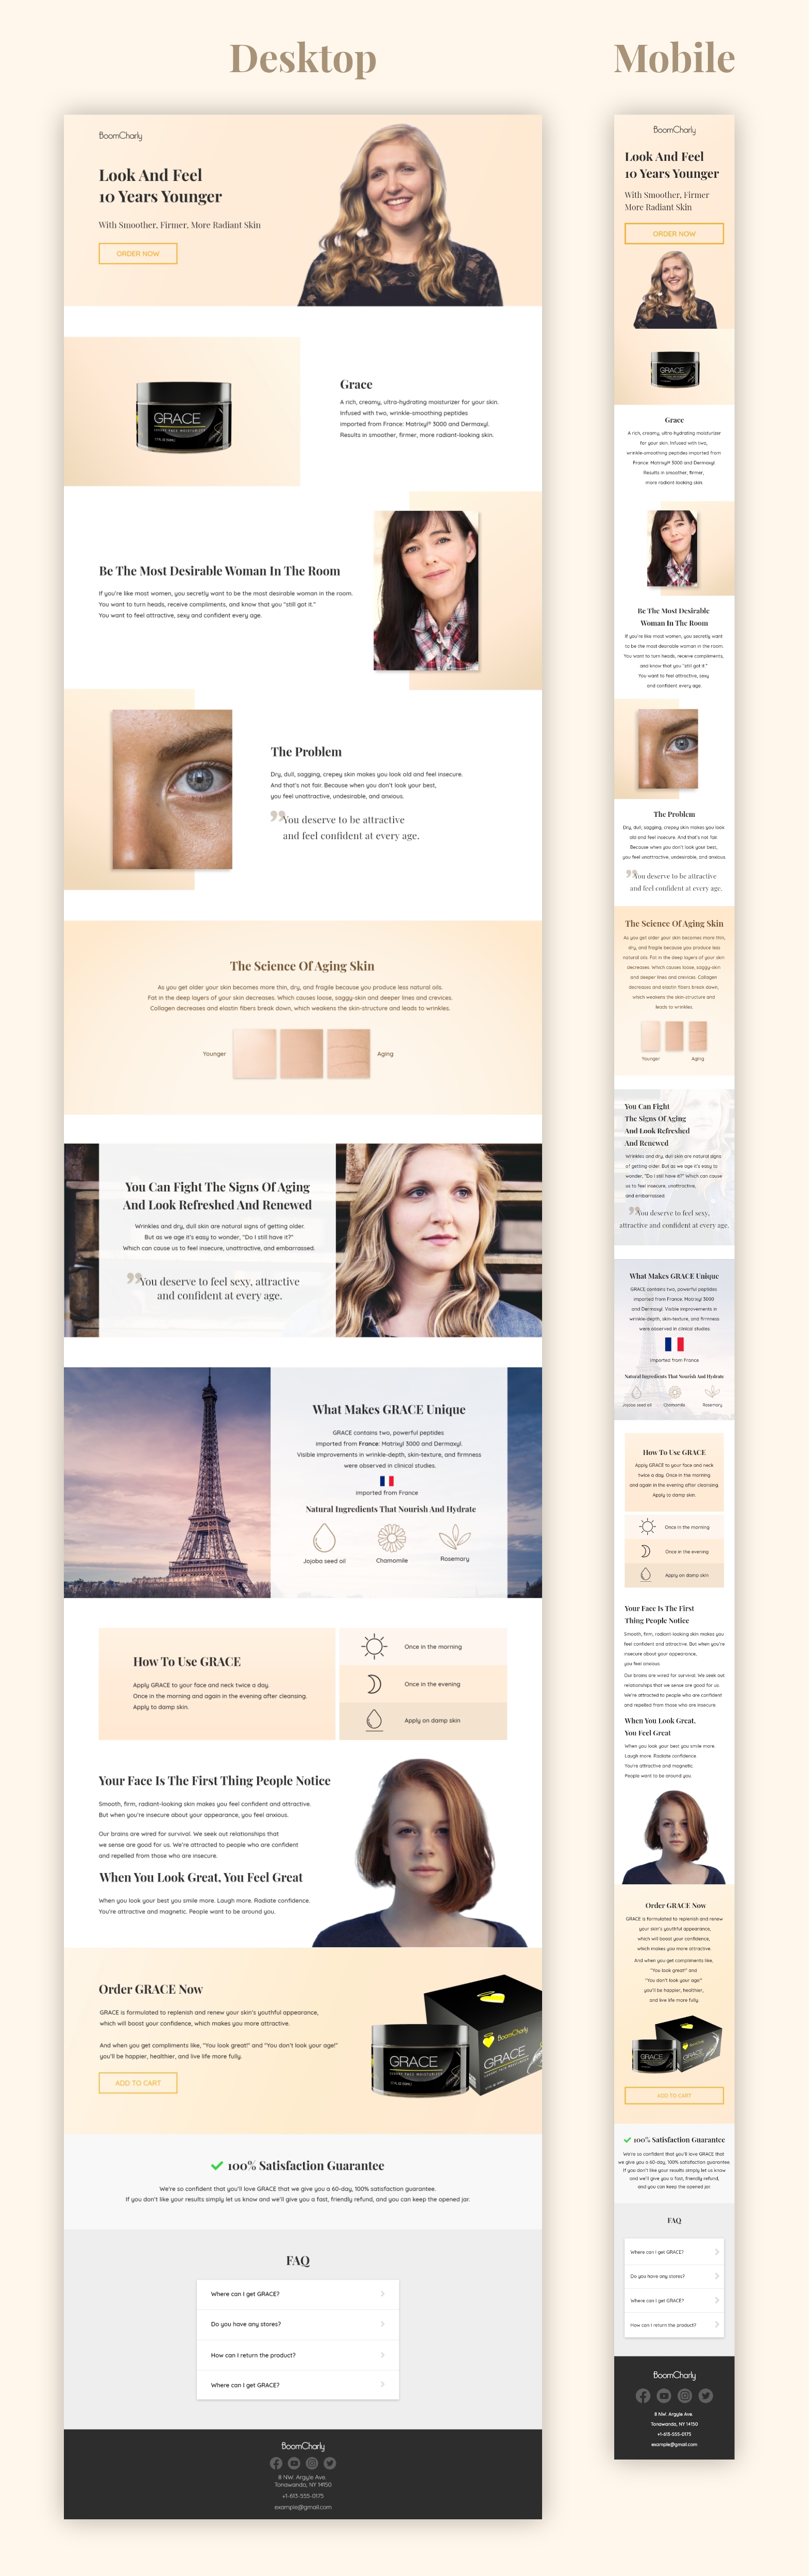 Desktop
BoomCharly
Look And Feel
10 Years Younger
With Smoother, Firmer, More Radiant Skin
ORDER NOW
GRACE
LUXURY FACE MOISTURIZER
1.7 FL OZ (50ML)
Grace
A rich, creamy, ultra-hydrating moisturizer for your skin.
Infused with two, wrinkle-smoothing peptides
imported from France: Matrixyl® 3000 and Dermaxyl.
Results in smoother, firmer, more radiant-looking skin.
Be The Most Desirable Woman In The Room
If you're like most women, you secretly want to be the most desirable woman in the room.
You want to turn heads, receive compliments, and know that you "still got it."
You want to feel attractive, sexy and confident every age.
The Problem
Dry, dull, sagging, crepey skin makes you look old and feel insecure.
And that's not fair. Because when you don't look your best,
you feel unattractive, undesirable, and anxious.
”You deserve to be attractive
and feel confident at every age.
The Science Of Aging Skin
As you get older your skin becomes more thin, dry, and fragile because you produce less natural oils.
Fat in the deep layers of your skin decreases. Which causes loose, saggy-skin and deeper lines and crevices.
Collagen decreases and elastin fibers break down, which weakens the skin-structure and leads to wrinkles.
Younger
Aging
You Can Fight The Signs Of Aging
And Look Refreshed And Renewed
Wrinkles and dry, dull skin are natural signs of getting older.
But as we age it's easy to wonder, "Do I still have it?"
Which can cause us to feel insecure, unattractive, and embarrassed.
”You deserve to feel sexy, attractive
and confident at every age.
What Makes GRACE Unique
GRACE contains two, powerful peptides
imported from France: Matrixyl 3000 and Dermaxyl.
Visible improvements in wrinkle-depth, skin-texture, and firmness
were observed in clinical studies.
Imported from France
Natural Ingredients That Nourish And Hydrate
Jojoba seed oil
Chamomile
Rosemary
How To Use GRACE
Apply GRACE to your face and neck twice a day.
Once in the morning and again in the evening after cleansing.
Apply to damp skin.
Once in the morning
Once in the evening
Apply on damp skin
Your Face Is The First Thing People Notice
Smooth, firm, radiant-looking skin makes you feel confident and attractive.
But when you're insecure about your appearance, you feel anxious.
Our brains are wired for survival. We seek out relationships that
we sense are good for us. We're attracted to people who are confident
and repelled from those who are insecure.
When You Look Great, You Feel Great
When you look your best you smile more. Laugh more. Radiate confidence.
You're attractive and magnetic. People want to be around you.
Order GRACE Now
GRACE is formulated to replenish and renew your skin's youthful appearance,
which will boost your confidence, which makes you more attractive.
And when you get compliments like, "You look great!" and "You don't look your age!"
you'll be happier, healthier, and live life more fully.
ADD TO CART
BoomCharly
GRACE
GRACE
100% Satisfaction Guarantee
We're so confident that you'll love GRACE that we give you a 60-day, 100% satisfaction guarantee.
If you don't like your results simply let us know and we'll give you a fast, friendly refund, and you can keep the opened jar.
FAQ
Where can I get GRACE?
Do you have any stores?
How can I return the product?
Where can I get GRACE?
BoomCharly
8 NW. Argyle Ave.
Tonawanda, NY 14150
+1-613-555-0175
example@gmail.com
Mobile
BoomCharly
Look And Feel
10 Years Younger
With Smoother, Firmer
More Radiant Skin
ORDER NOW
GRACE
Grace
A rich, creamy, ultra-hydrating moisturizer
for your skin. Infused with two,
wrinkle-smoothing peptides imported from
France: Matrixyl® 3000 and Dermaxyl
Results in smoother, firmer,
more radiant-looking skin.
Be The Most Desirable
Woman In The Room
If you're like most women, you secretly want
to be the most desirable woman in the room.
You want to turn heads, receive compliments,
and know that you "still got it."
You want to feel attractive, sexy
and confident every age.
The Problem
Dry, dull, sagging, crepey skin makes you look
old and feel insecure. And that's not fair.
Because when you don't look your best,
you feel unattractive, undesirable, and anxious.
”You deserve to be attractive
and feel confident at every age.
The Science Of Aging Skin
As you get older your skin becomes more thin,
dry, and fragile because you produce less
natural oils. Fat in the deep layers of your skin
decreases. Which causes loose, saggy-skin
and deeper lines and crevices. Collagen
decreases and elastin fibers break down,
which weakens the skin-structure and
leads to wrinkles.
Younger
Aging
You Can Fight
The Signs Of Aging
And Look Refreshed
And Renewed
Wrinkles and dry, dull skin are natural signs
of getting older. But as we age it's easy to
wonder, "Do I still have it?" Which can cause
us to feel insecure, unattractive,
and embarrassed.
”You deserve to feel sexy,
attractive and confident at every age.
What Makes GRACE Unique
GRACE contains two, powerful peptides
imported from France: Matrixyl 3000
and Dermaxyl. Visible improvements in
wrinkle-depth, skin-texture, and firmness
were observed in clinical studies.
Imported from France
Natural Ingredients That Nourish And Hydrate
Jojoba seed oil
Chamomile
Rosemary
How To Use GRACE
Apply GRACE to your face and neck
twice a day. Once in the morning
and again in the evening after cleansing.
Apply to damp skin.
Once in the morning
Once in the evening
Apply on damp skin
Your Face Is The First
Thing People Notice
Smooth, firm, radiant-looking skin makes you
feel confident and attractive. But when you're
insecure about your appearance,
you feel anxious
Our brains are wired for survival. We seek out
relationships that we sense are good for us.
We're attracted to people who are confident
and repelled from those who are insecure.
When You Look Great,
You Feel Great
When you look your best you smile more.
Laugh more. Radiate confidence.
You're attractive and magnetic.
People want to be around you.
Order GRACE Now
GRACE is formulated to replenish and renew
your skin's youthful appearance,
which will boost your confidence,
which makes you more attractive.
And when you get compliments like,
"You look great!" and
"You don't look your age!"
you'll be happier, healthier,
and live life more fully.
BoomCharly
GRACE
GRACE
ADD TO CART
100% Satisfaction Guarantee
We're so confident that you'll love GRACE that
we give you a 60-day, 100% satisfaction guarantee.
If you don't like your results simply let us know
and we'll give you a fast, friendly refund,
and you can keep the opened jar.
FAQ
Where can I get GRACE?
Do you have any stores?
Where can I get GRACE?
How can I return the product?
BoomCharly
8 NW. Argyle Ave.
Tonawanda, NY 14150
+1-613-555-0175
example@gmail.com